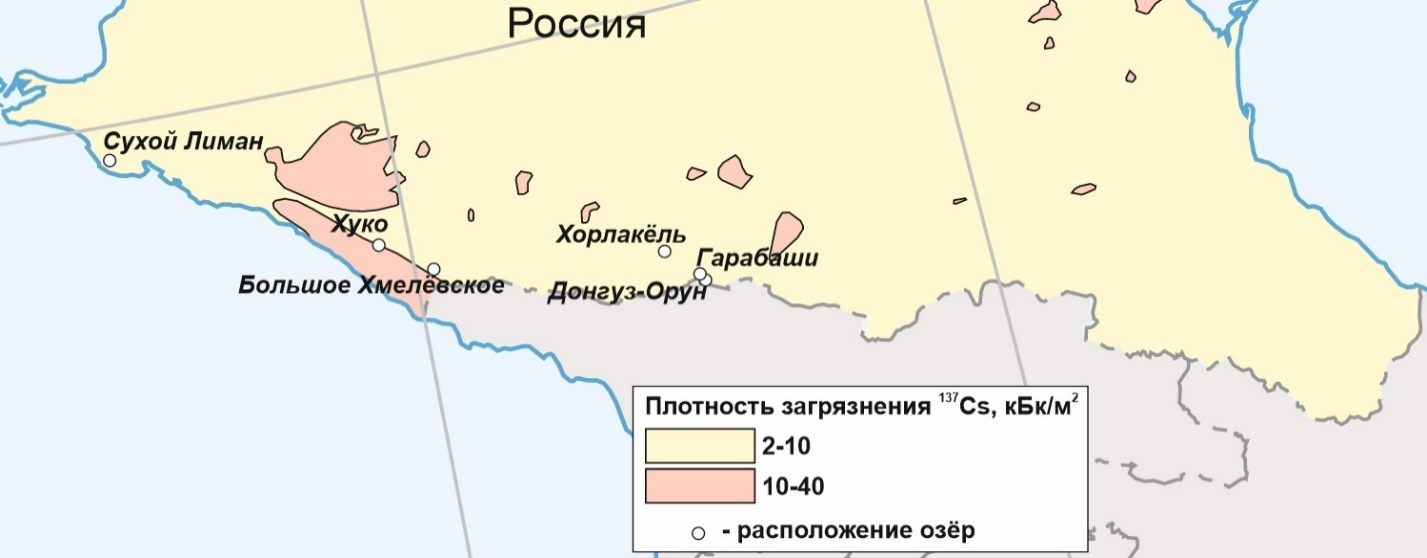 Россия
Сухой Лиман
Хуко
Хорлакёль
Гарабаши
Большое Хмелёвское
Донгуз-Орун
Плотность загрязнения ¹³⁷Cs, кБк/м²
2-10
10-40
- расположение озёр